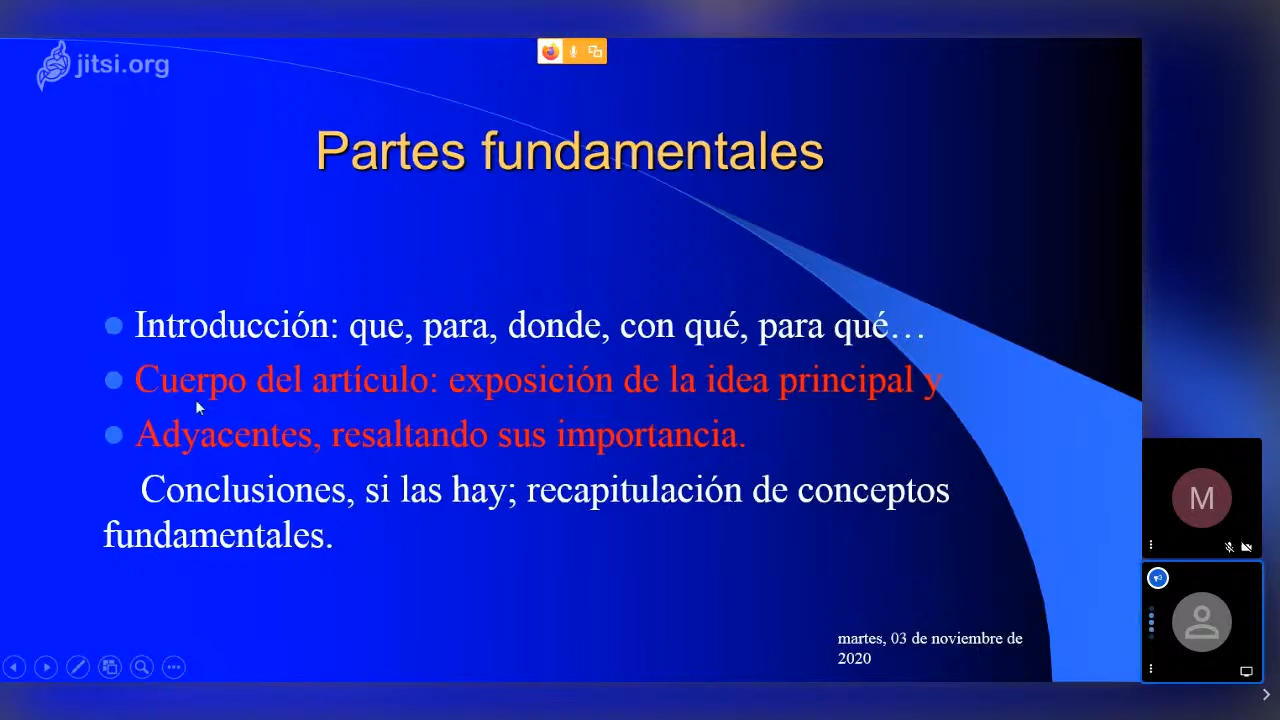 jitsi.org
Partes fundamentales
Introducción: que, para, donde, con qué, para qué…
Cuerpo del artículo: exposición de la idea principal y
Adyacentes, resaltando sus importancia.
Conclusiones, si las hay; recapitulación de conceptos
fundamentales.
martes, 03 de noviembre de
2020
M